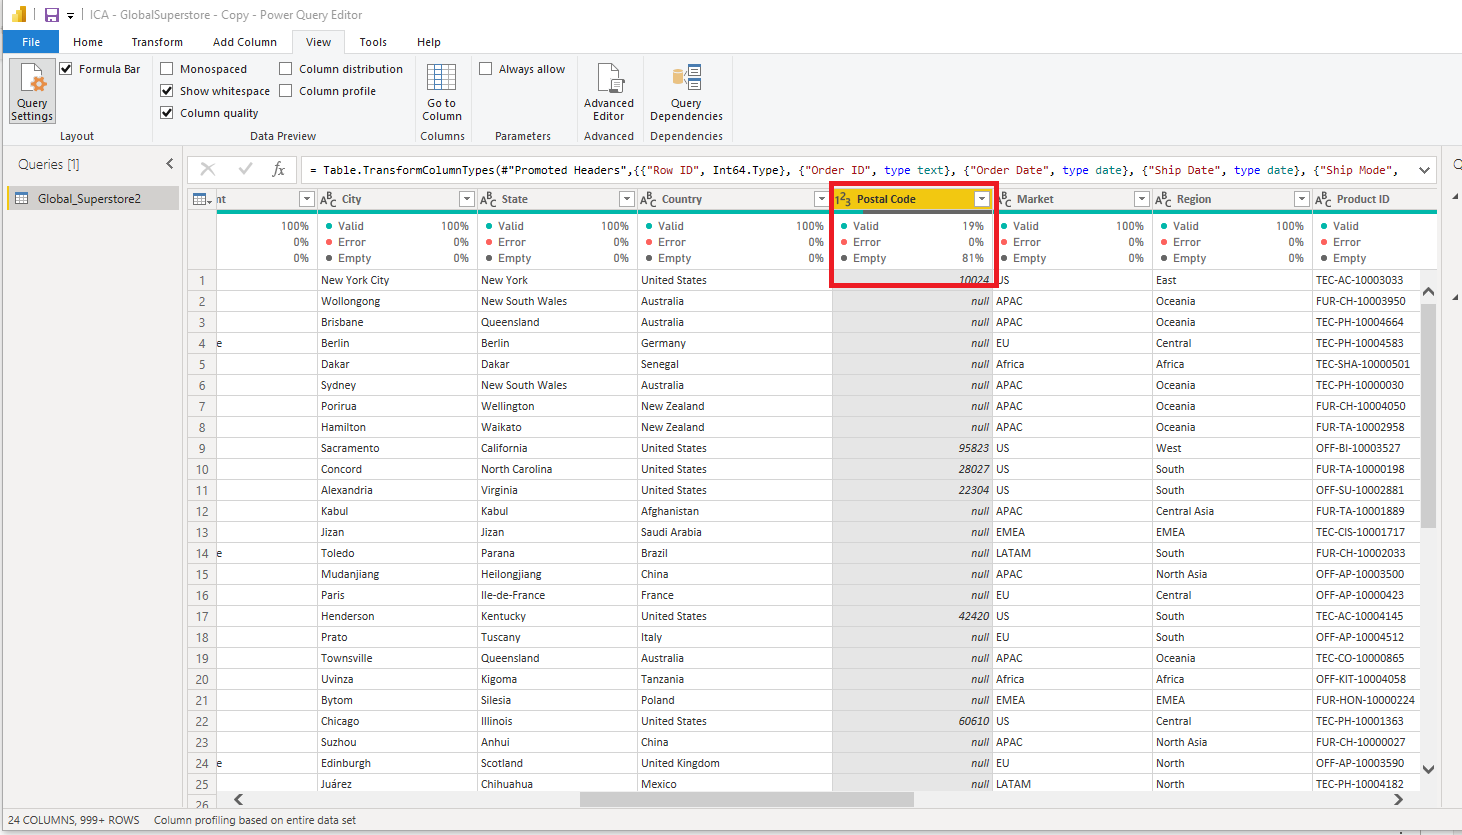 ICA - GlobalSuperstore - Copy - Power Query Editor
File Home Transform Add Column View Tools Help
Query Settings
Formula Bar
Layout
Monospaced
Show whitespace
Column quality
Column distribution
Column profile
Data Preview
Go to Column
Columns
Always allow
Parameters
Advanced Editor
Advanced
Query Dependencies
Dependencies
Queries [1]
Global_Superstore2
fx
= Table.TransformColumnTypes(#"Promoted Headers",{{"Row ID", Int64.Type}, {"Order ID", type text}, {"Order Date", type date}, {"Ship Date", type date}, {"Ship Mode",
nt ABC City ABC State ABC Country 123 Postal Code ABC Market ABC Region ABC Product ID
100% Valid 100% Valid 100% Valid 100% Valid 19% Valid 100% Valid 100% Valid
0% Error 0% Error 0% Error 0% Error 0% Error 0% Error 0% Error
0% Empty 0% Empty 0% Empty 0% Empty 81% Empty 0% Empty 0% Empty
1 New York City New York United States 10024 US East TEC-AC-10003033
2 Wollongong New South Wales Australia null APAC Oceania FUR-CH-10003950
3 Brisbane Queensland Australia null APAC Oceania TEC-PH-10004664
4 e Berlin Berlin Germany null EU Central TEC-PH-10004583
5 Dakar Dakar Senegal null Africa Africa TEC-SHA-10000501
6 Sydney New South Wales Australia null APAC Oceania TEC-PH-10000030
7 Porirua Wellington New Zealand null APAC Oceania FUR-CH-10004050
8 Hamilton Waikato New Zealand null APAC Oceania FUR-TA-10002958
9 Sacramento California United States 95823 US West OFF-BI-10003527
10 Concord North Carolina United States 28027 US South FUR-TA-10000198
11 Alexandria Virginia United States 22304 US South OFF-SU-10002881
12 Kabul Kabul Afghanistan null APAC Central Asia FUR-TA-10001889
13 Jizan Jizan Saudi Arabia null EMEA EMEA TEC-CIS-10001717
14 e Toledo Parana Brazil null LATAM South FUR-CH-10002033
15 Mudanjiang Heilongjiang China null APAC North Asia OFF-AP-10003500
16 Paris Ile-de-France France null EU Central OFF-AP-10000423
17 Henderson Kentucky United States 42420 US South TEC-AC-10004145
18 Prato Tuscany Italy null EU South OFF-AP-10004512
19 Townsville Queensland Australia null APAC Oceania TEC-CO-10000865
20 Uvinza Kigoma Tanzania null Africa Africa OFF-KIT-10004058
21 Bytom Silesia Poland null EMEA EMEA FUR-HON-10000224
22 Chicago Illinois United States 60610 US Central TEC-PH-10001363
23 Suzhou Anhui China null APAC North Asia FUR-CH-10000027
24 e Edinburgh Scotland United Kingdom null EU North OFF-AP-10003590
25 Juárez Chihuahua Mexico null LATAM North TEC-PH-10004182
26
24 COLUMNS, 999+ ROWS Column profiling based on entire data set